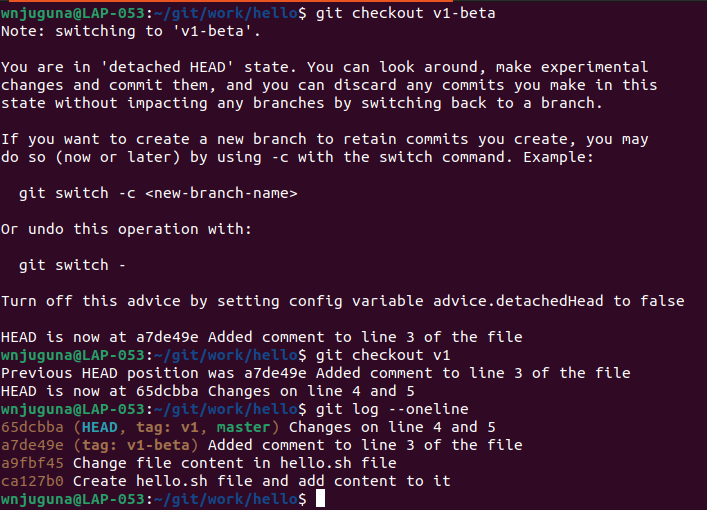 wnjuguna@LAP-053:~/git/work/hello$ git checkout v1-beta
Note: switching to 'v1-beta'.
You are in 'detached HEAD' state. You can look around, make experimental
changes and commit them, and you can discard any commits you make in this
state without impacting any branches by switching back to a branch.
If you want to create a new branch to retain commits you create, you may
do so (now or later) by using -c with the switch command. Example:
git switch -c <new-branch-name>
Or undo this operation with:
git switch -
Turn off this advice by setting config variable advice.detachedHead to false
HEAD is now at a7de49e Added comment to line 3 of the file
wnjuguna@LAP-053:~/git/work/hello$ git checkout v1
Previous HEAD position was a7de49e Added comment to line 3 of the file
HEAD is now at 65dcbba Changes on line 4 and 5
wnjuguna@LAP-053:~/git/work/hello$ git log --oneline
65dcbba (HEAD, tag: v1, master) Changes on line 4 and 5
a7de49e (tag: v1-beta) Added comment to line 3 of the file
a9fbf45 Change file content in hello.sh file
ca127b0 Create hello.sh file and add content to it
wnjuguna@LAP-053:~/git/work/hello$